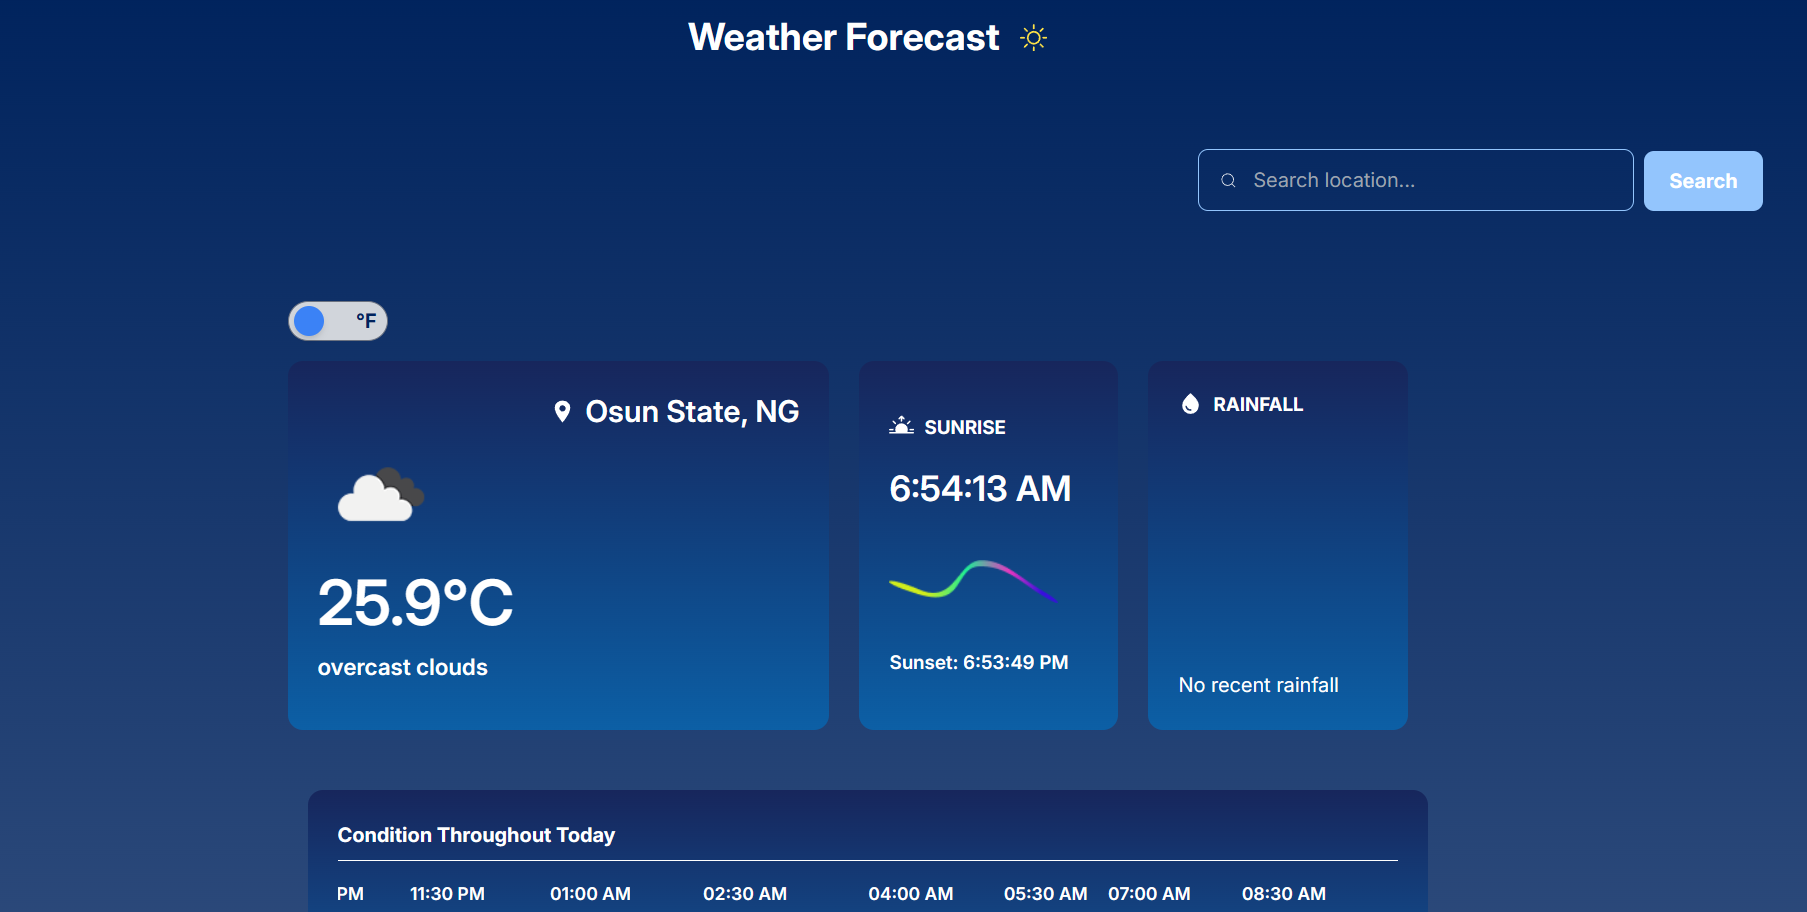 Weather Forecast
Search location...
Search
°F
Osun State, NG
25.9°C
overcast clouds
SUNRISE
6:54:13 AM
Sunset: 6:53:49 PM
RAINFALL
No recent rainfall
Condition Throughout Today
PM 11:30 PM 01:00 AM 02:30 AM 04:00 AM 05:30 AM 07:00 AM 08:30 AM